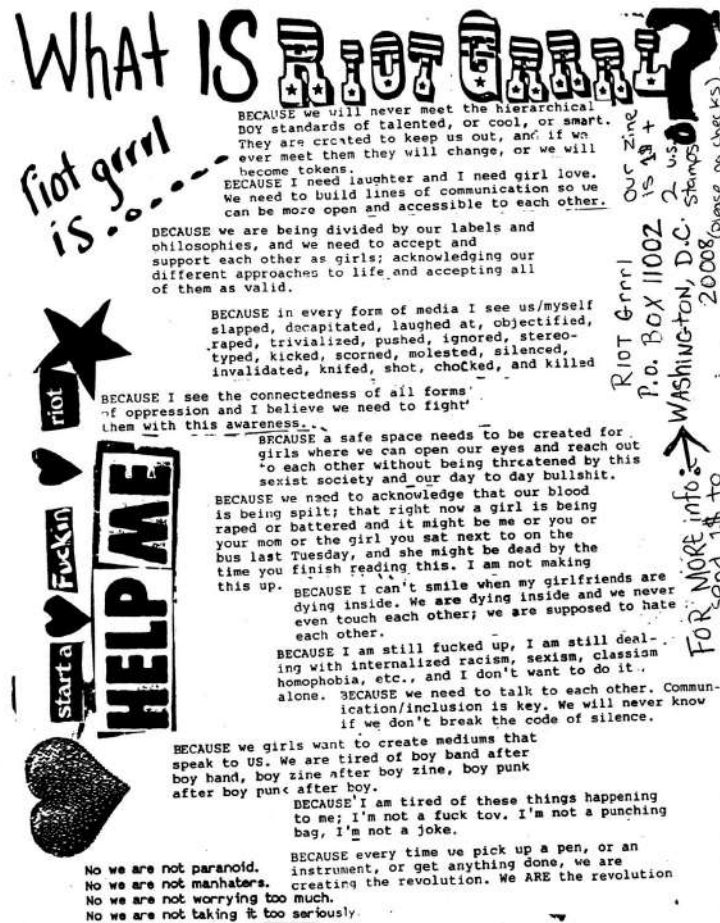 WhAt IS RIOT GRRRL?
riot grrrl
is........
BECAUSE we will never meet the hierarchical
BOY standards of talented, or cool, or smart.
They are created to keep us out, and if we
ever meet them they will change, or we will
become tokens.
BECAUSE I need laughter and I need girl love.
We need to build lines of communication so we
can be more open and accessible to each other.
BECAUSE we are being divided by our labels and
philosophies, and we need to accept and
support each other as girls; acknowledging our
different approaches to life and accepting all
of them as valid.
BECAUSE in every form of media I see us/myself
slapped, decapitated, laughed at, objectified,
raped, trivialized, pushed, ignored, stereo-
typed, kicked, scorned, molested, silenced,
invalidated, knifed, shot, chocked, and killed
BECAUSE I see the connectedness of all forms
of oppression and I believe we need to fight
them with this awareness...
BECAUSE a safe space needs to be created for
girls where we can open our eyes and reach out
to each other without being threatened by this
sexist society and our day to day bullshit.
BECAUSE we need to acknowledge that our blood
is being spilt; that right now a girl is being
raped or battered and it might be me or you or
your mom or the girl you sat next to on the
bus last Tuesday, and she might be dead by the
time you finish reading this. I am not making
this up.
BECAUSE I can't smile when my girlfriends are
dying inside. We are dying inside and we never
even touch each other; we are supposed to hate
each other.
BECAUSE I am still fucked up, I am still deal-
ing with internalized racism, sexism, classism
homophobia, etc., and I don't want to do it
alone.
BECAUSE we need to talk to each other. Commun-
ication/inclusion is key. We will never know
if we don't break the code of silence.
BECAUSE we girls want to create mediums that
speak to US. We are tired of boy band after
boy band, boy zine after boy zine, boy punk
after boy punk after boy.
BECAUSE I am tired of these things happening
to me; I'm not a fuck toy. I'm not a punching
bag, I'm not a joke.
BECAUSE every time we pick up a pen, or an
instrument, or get anything done, we are
creating the revolution. We ARE the revolution
No we are not paranoid.
No we are not manhaters.
No we are not worrying too much.
No we are not taking it too seriously.
start a Fuckin riot
HELP ME
FOR MORE info:
send 1$ to
RIOT Grrrl
P.O. BOX 11002
WASHINGTON, D.C.
20008
our zine
is 1$ +
2 U.S.
stamps
(please no checks)